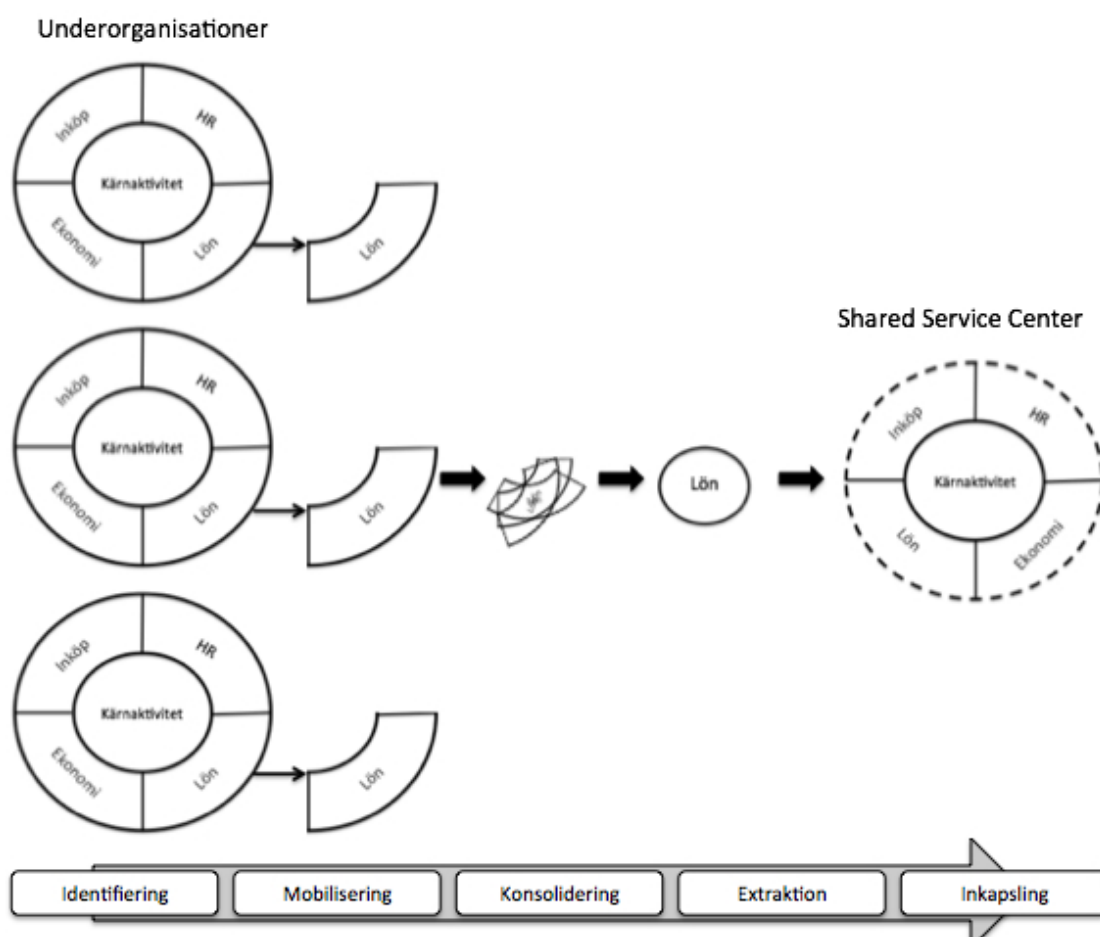 Underorganisationer
Inköp
HR
Kärnaktivitet
Ekonomi
Lön
Lön
Inköp
HR
Kärnaktivitet
Ekonomi
Lön
Lön
Lön
Shared Service Center
Inköp
HR
Kärnaktivitet
Lön
Ekonomi
Inköp
HR
Kärnaktivitet
Ekonomi
Lön
Lön
Identifiering
Mobilisering
Konsolidering
Extraktion
Inkapsling